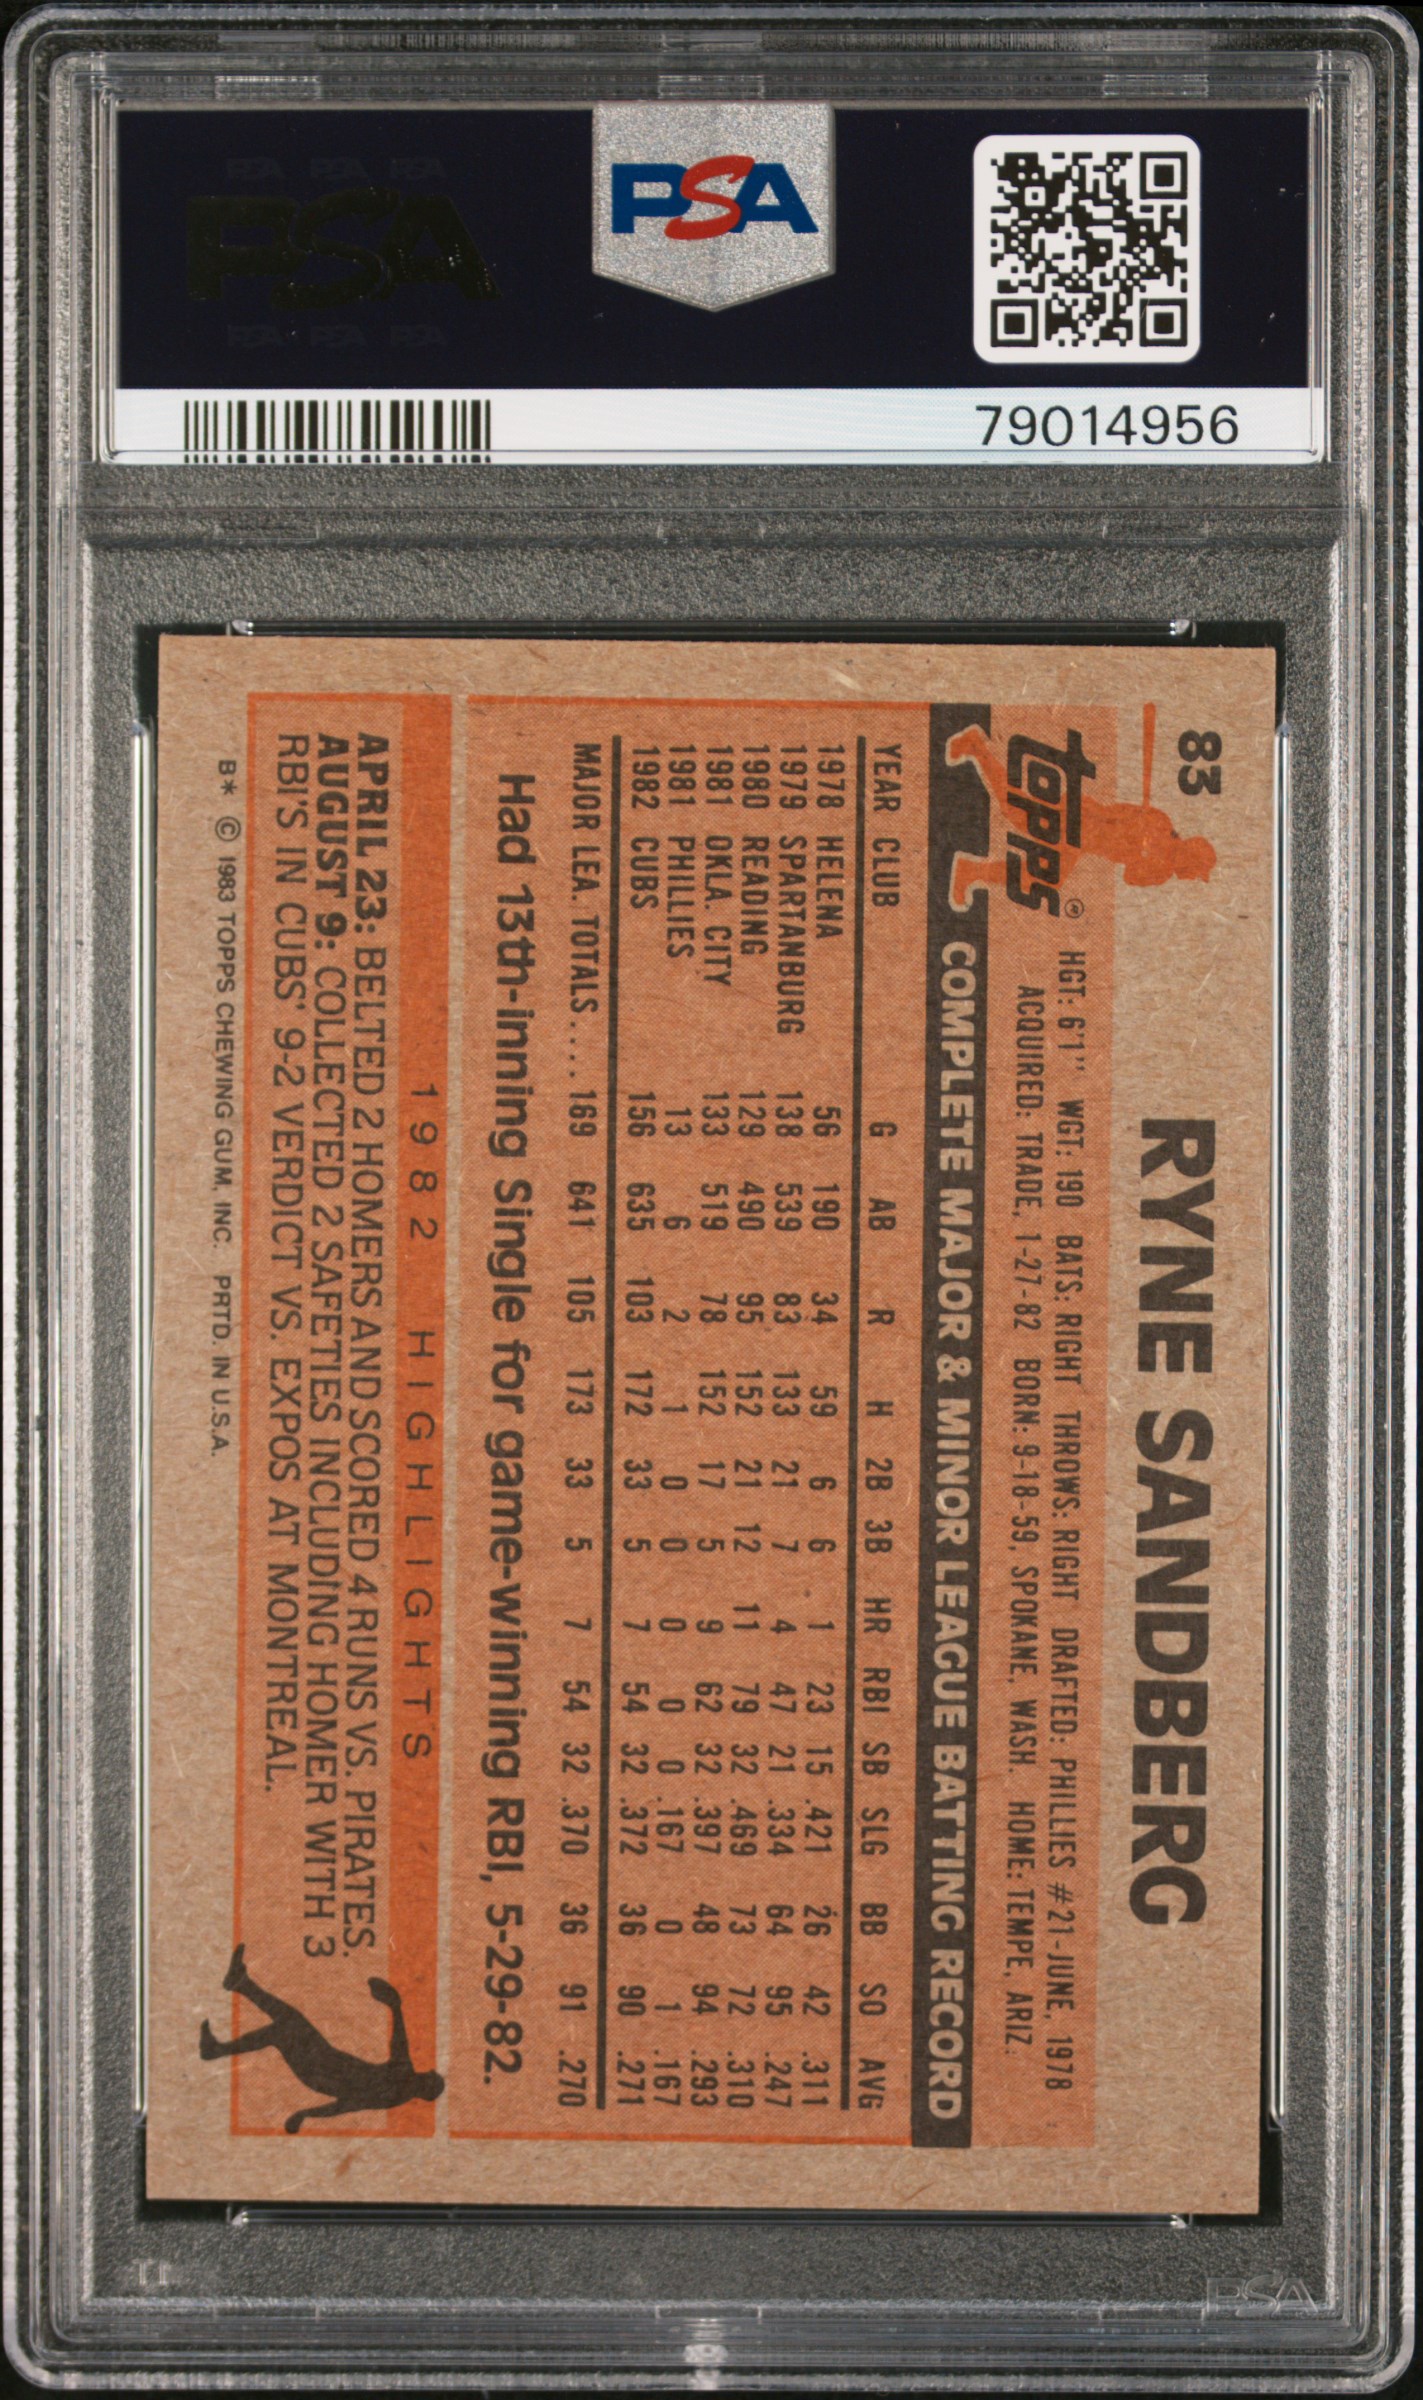 PSA PSA PSA
PSA
PSA PSA PSA
PSA
79014956
83
RYNE SANDBERG
Topps®
HGT: 6'1" WGT: 190 BATS: RIGHT THROWS: RIGHT DRAFTED: PHILLIES #21-JUNE, 1978
ACQUIRED: TRADE, 1-27-82 BORN: 9-18-59, SPOKANE, WASH. HOME: TEMPE, ARIZ.
COMPLETE MAJOR & MINOR LEAGUE BATTING RECORD
YEAR CLUB G AB R H 2B 3B HR RBI SB SLG BB SO AVG
1978 HELENA 56 190 34 59 6 6 1 23 15 .421 26 42 .311
1979 SPARTANBURG 138 539 83 133 21 7 4 47 21 .334 64 95 .247
1980 READING 129 490 95 152 21 12 11 79 32 .469 73 72 .310
1981 OKLA. CITY 133 519 78 152 17 5 9 62 32 .397 48 94 .293
1981 PHILLIES 13 6 2 1 0 0 0 0 0 .167 0 1 .167
1982 CUBS 156 635 103 172 33 5 7 54 32 .372 36 90 .271
MAJOR LEA. TOTALS.... 169 641 105 173 33 5 7 54 32 .370 36 91 .270
Had 13th-inning Single for game-winning RBI, 5-29-82.
1982 HIGHLIGHTS
APRIL 23: BELTED 2 HOMERS AND SCORED 4 RUNS VS. PIRATES.
AUGUST 9: COLLECTED 2 SAFETIES INCLUDING HOMER WITH 3
RBI'S IN CUBS' 9-2 VERDICT VS. EXPOS AT MONTREAL.
B* © 1983 TOPPS CHEWING GUM, INC. PRTD. IN U.S.A.
PSA